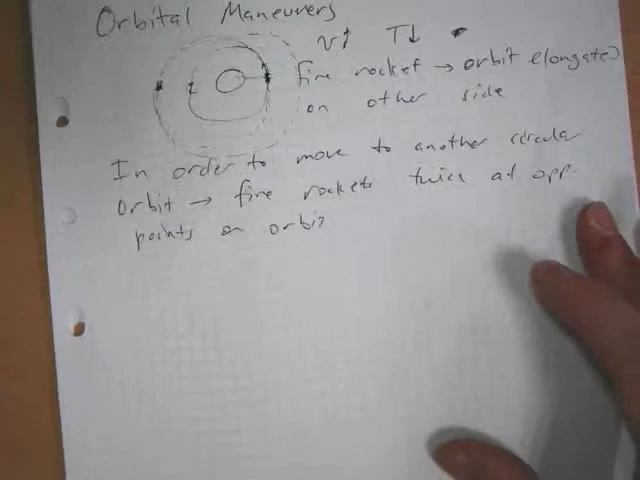 Orbital Maneuvers
v↑ T↓
fire rocket → orbit elongates
on other side
In order to move to another circular
orbit → fire rockets twice at opp.
points on orbit